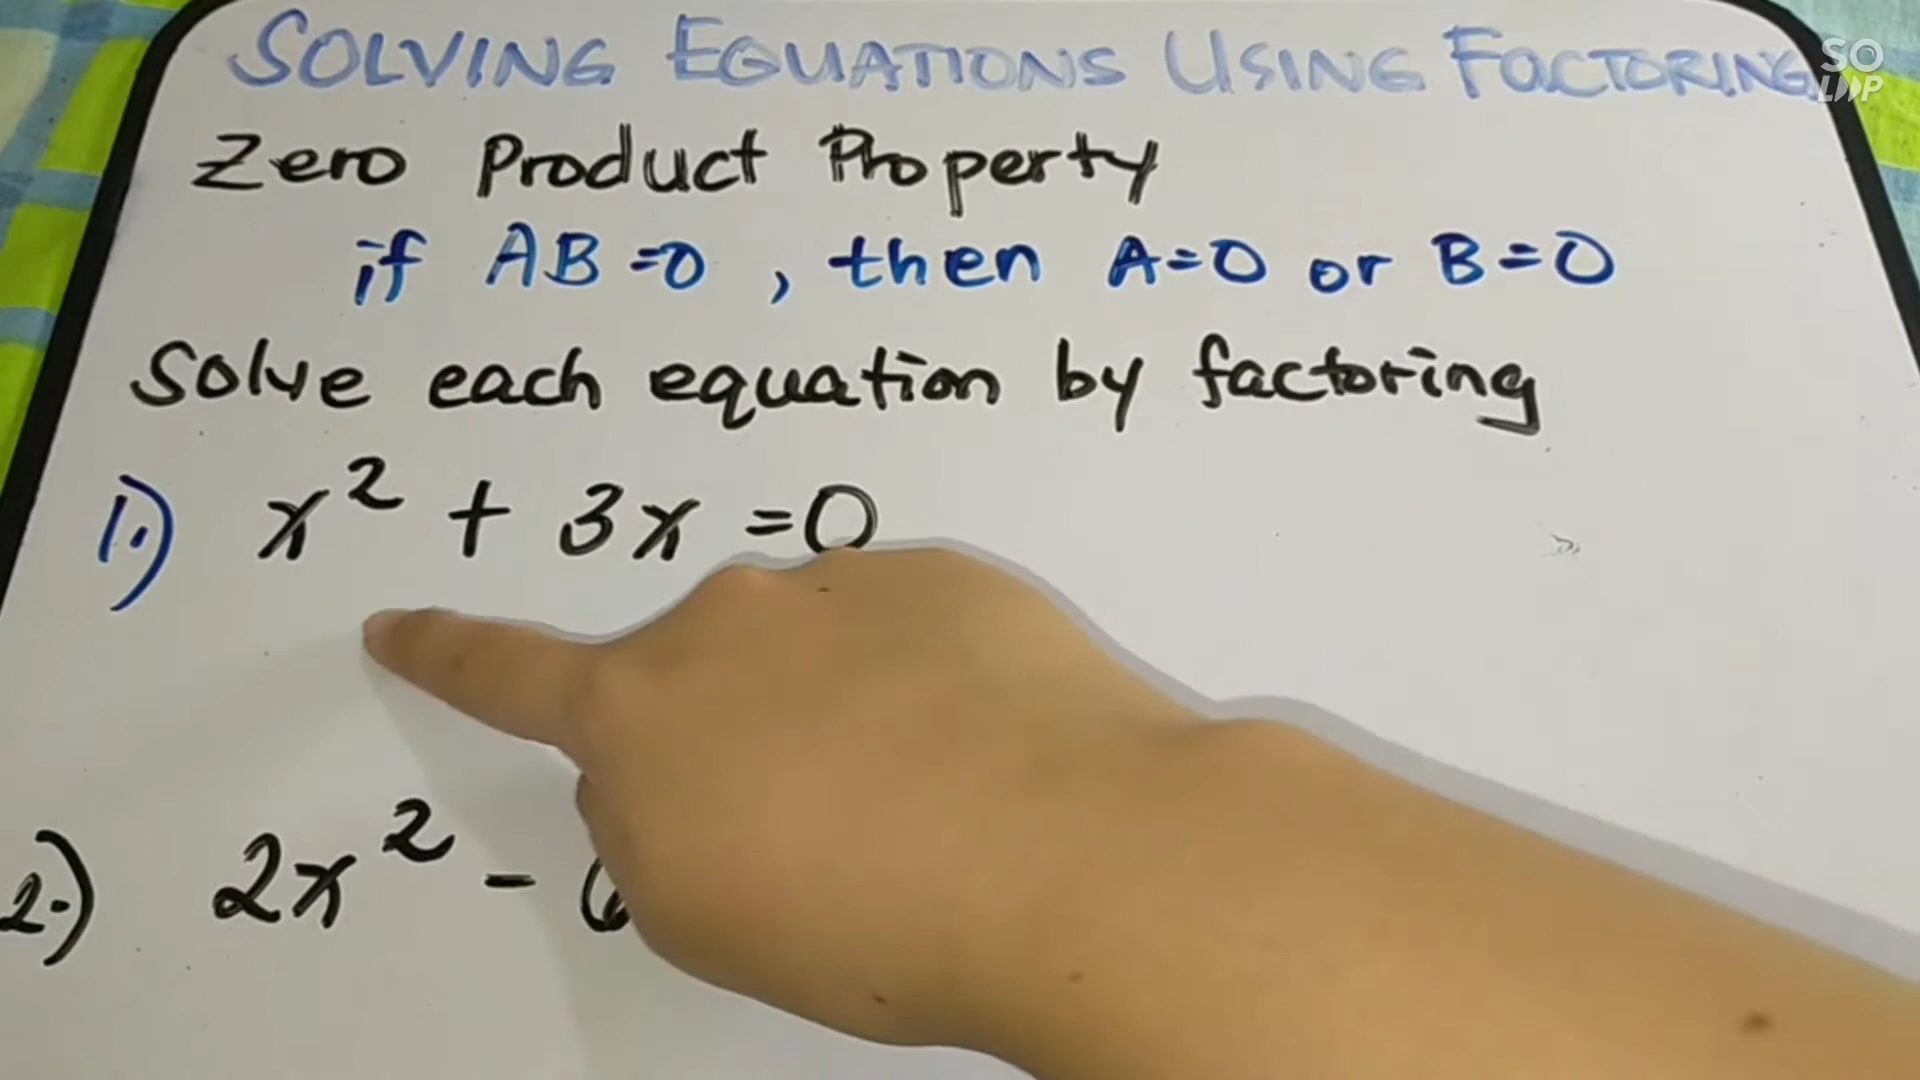 SOLVING EQUATIONS USING FACTORING
SO
LOOP
Zero Product Property
if AB=0, then A=0 or B=0
Solve each equation by factoring
1.) x² + 3x =0
2.) 2x² -